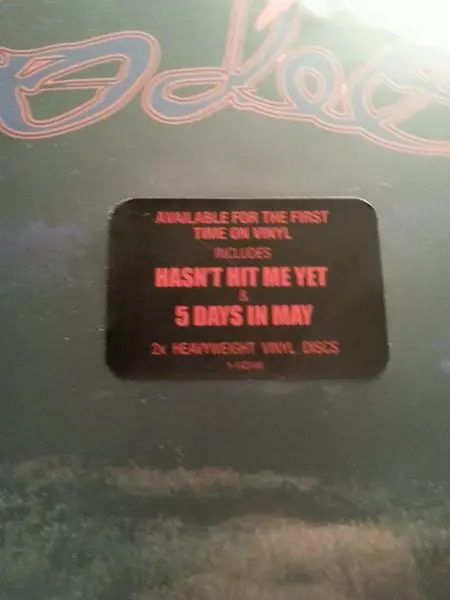 AVAILABLE FOR THE FIRST
TIME ON VINYL
INCLUDES
HASN'T HIT ME YET
&
5 DAYS IN MAY
2x HEAVYWEIGHT VINYL DISCS